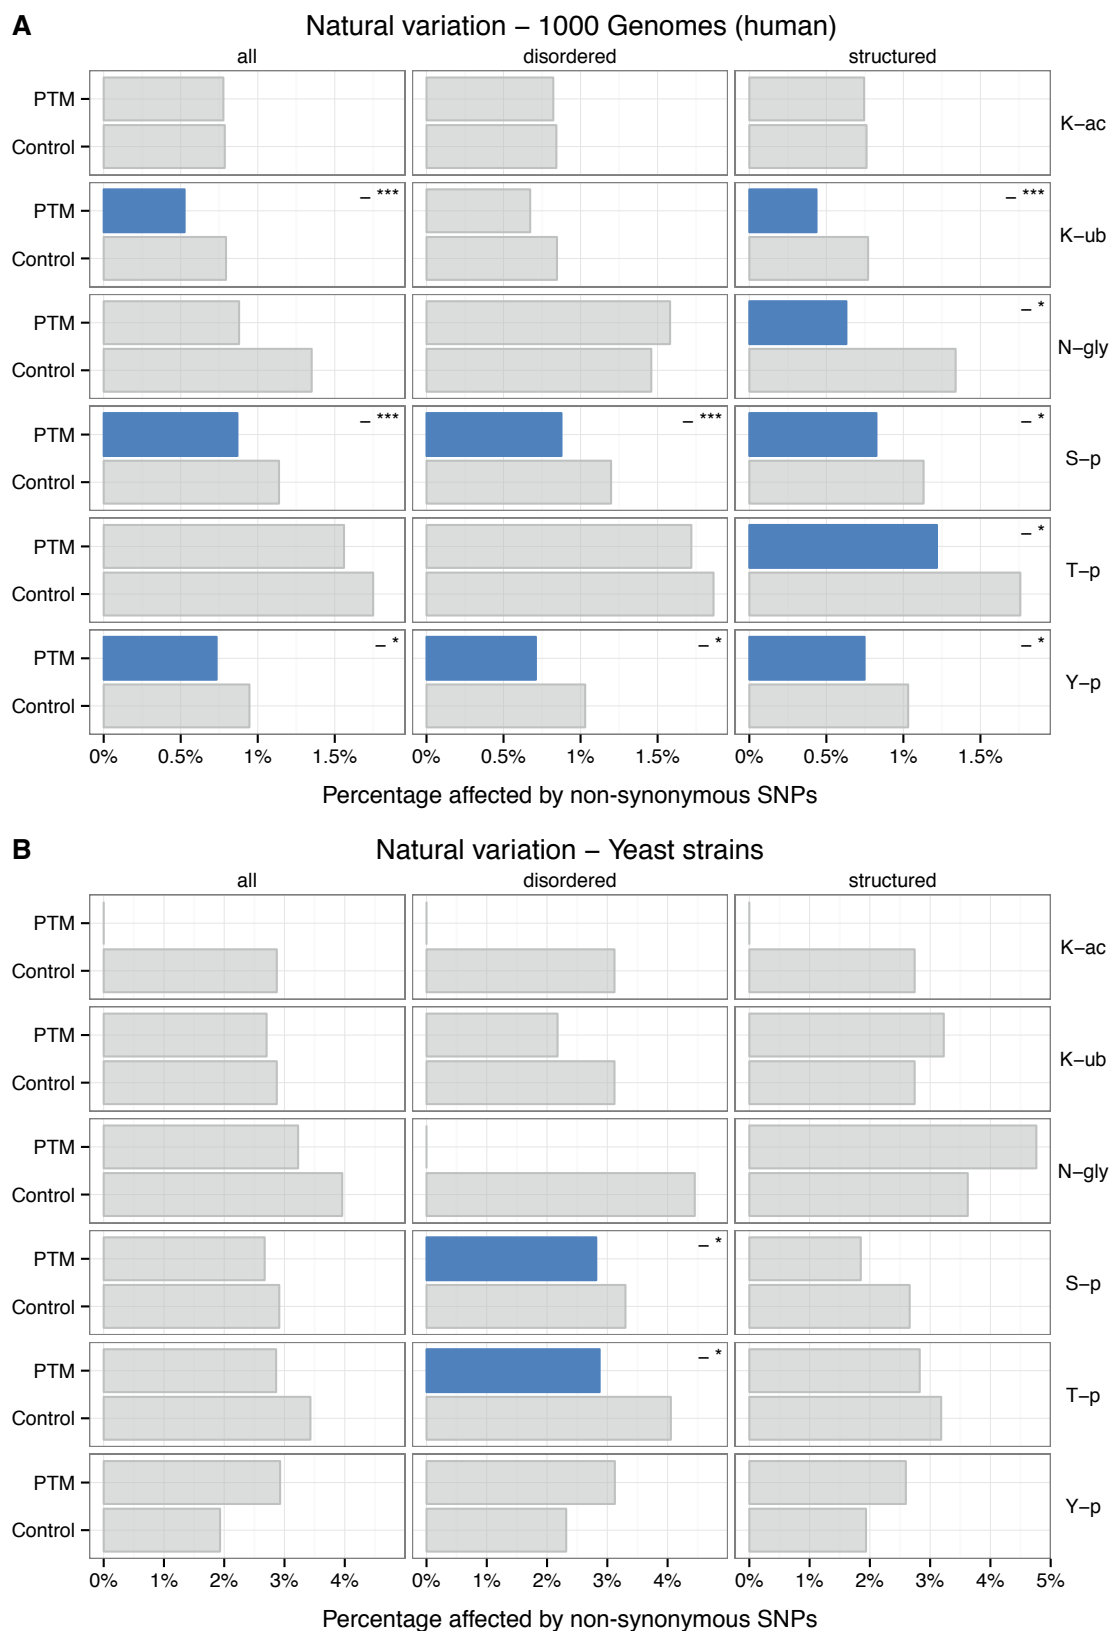 A
Natural variation – 1000 Genomes (human)
all disordered structured
PTM
Control
K−ac
PTM
Control
– ***
– ***
K−ub
PTM
Control
– *
N−gly
PTM
Control
– ***
– ***
– *
S−p
PTM
Control
– *
T−p
PTM
Control
– *
– *
– *
Y−p
0% 0.5% 1% 1.5% 0% 0.5% 1% 1.5% 0% 0.5% 1% 1.5%
Percentage affected by non-synonymous SNPs
B
Natural variation – Yeast strains
all disordered structured
PTM
Control
K−ac
PTM
Control
K−ub
PTM
Control
N−gly
PTM
Control
– *
S−p
PTM
Control
– *
T−p
PTM
Control
Y−p
0% 1% 2% 3% 4% 0% 1% 2% 3% 4% 0% 1% 2% 3% 4% 5%
Percentage affected by non-synonymous SNPs